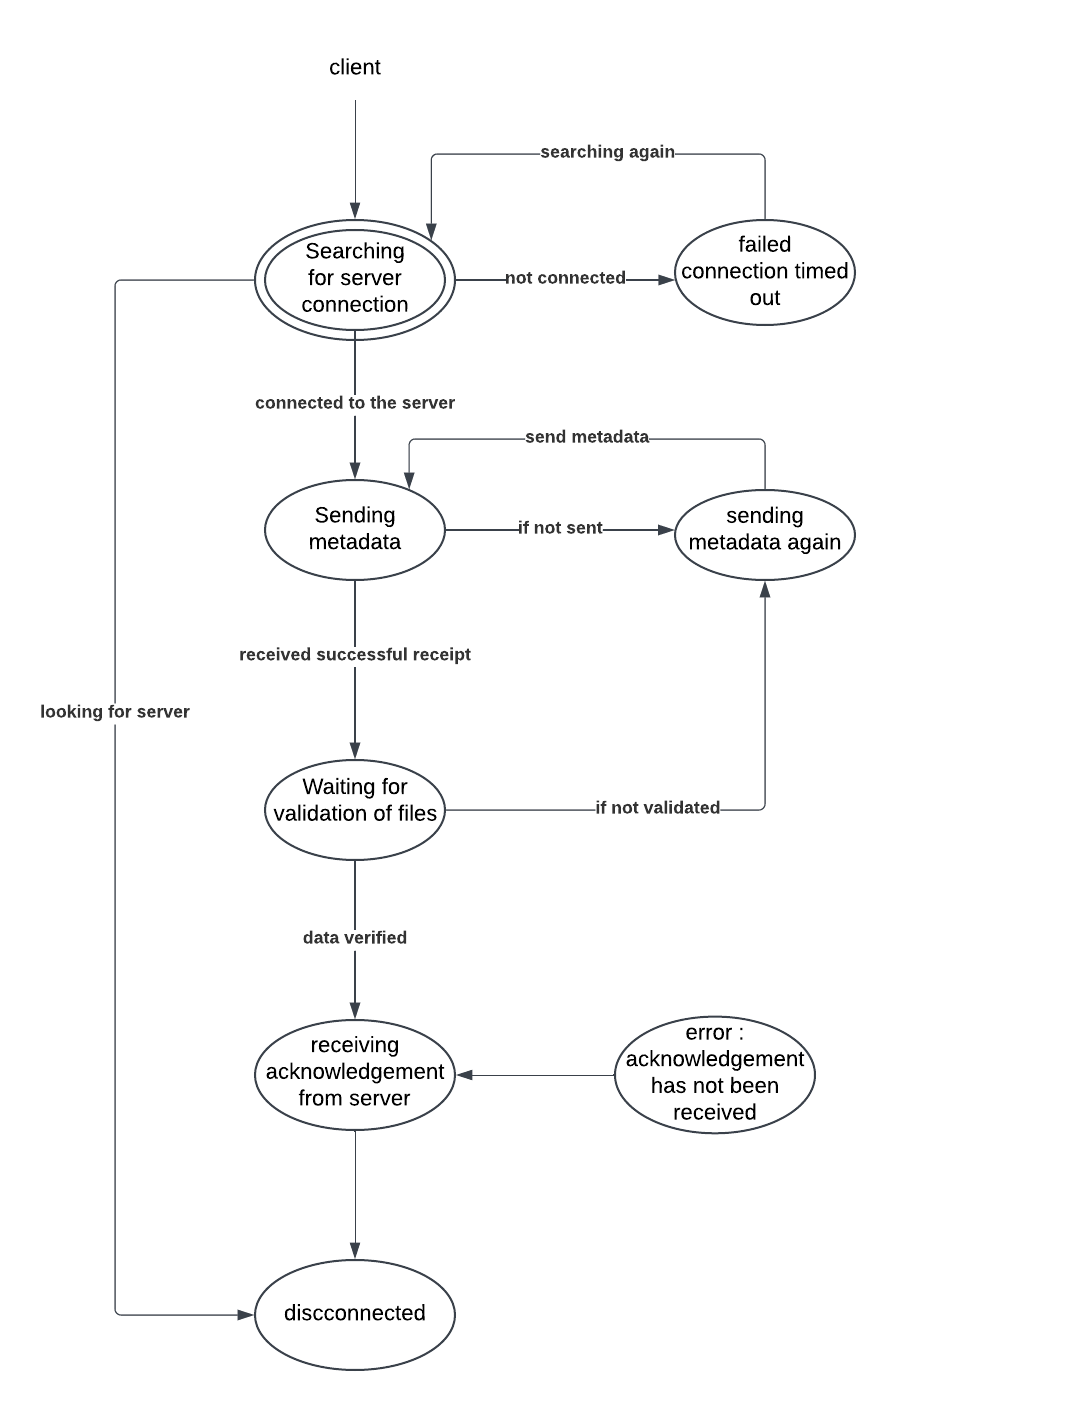 client
searching again
Searching
for server
connection
not connected
failed
connection timed
out
connected to the server
send metadata
Sending
metadata
if not sent
sending
metadata again
received successful receipt
looking for server
Waiting for
validation of files
if not validated
data verified
receiving
acknowledgement
from server
error :
acknowledgement
has not been
received
discconnected